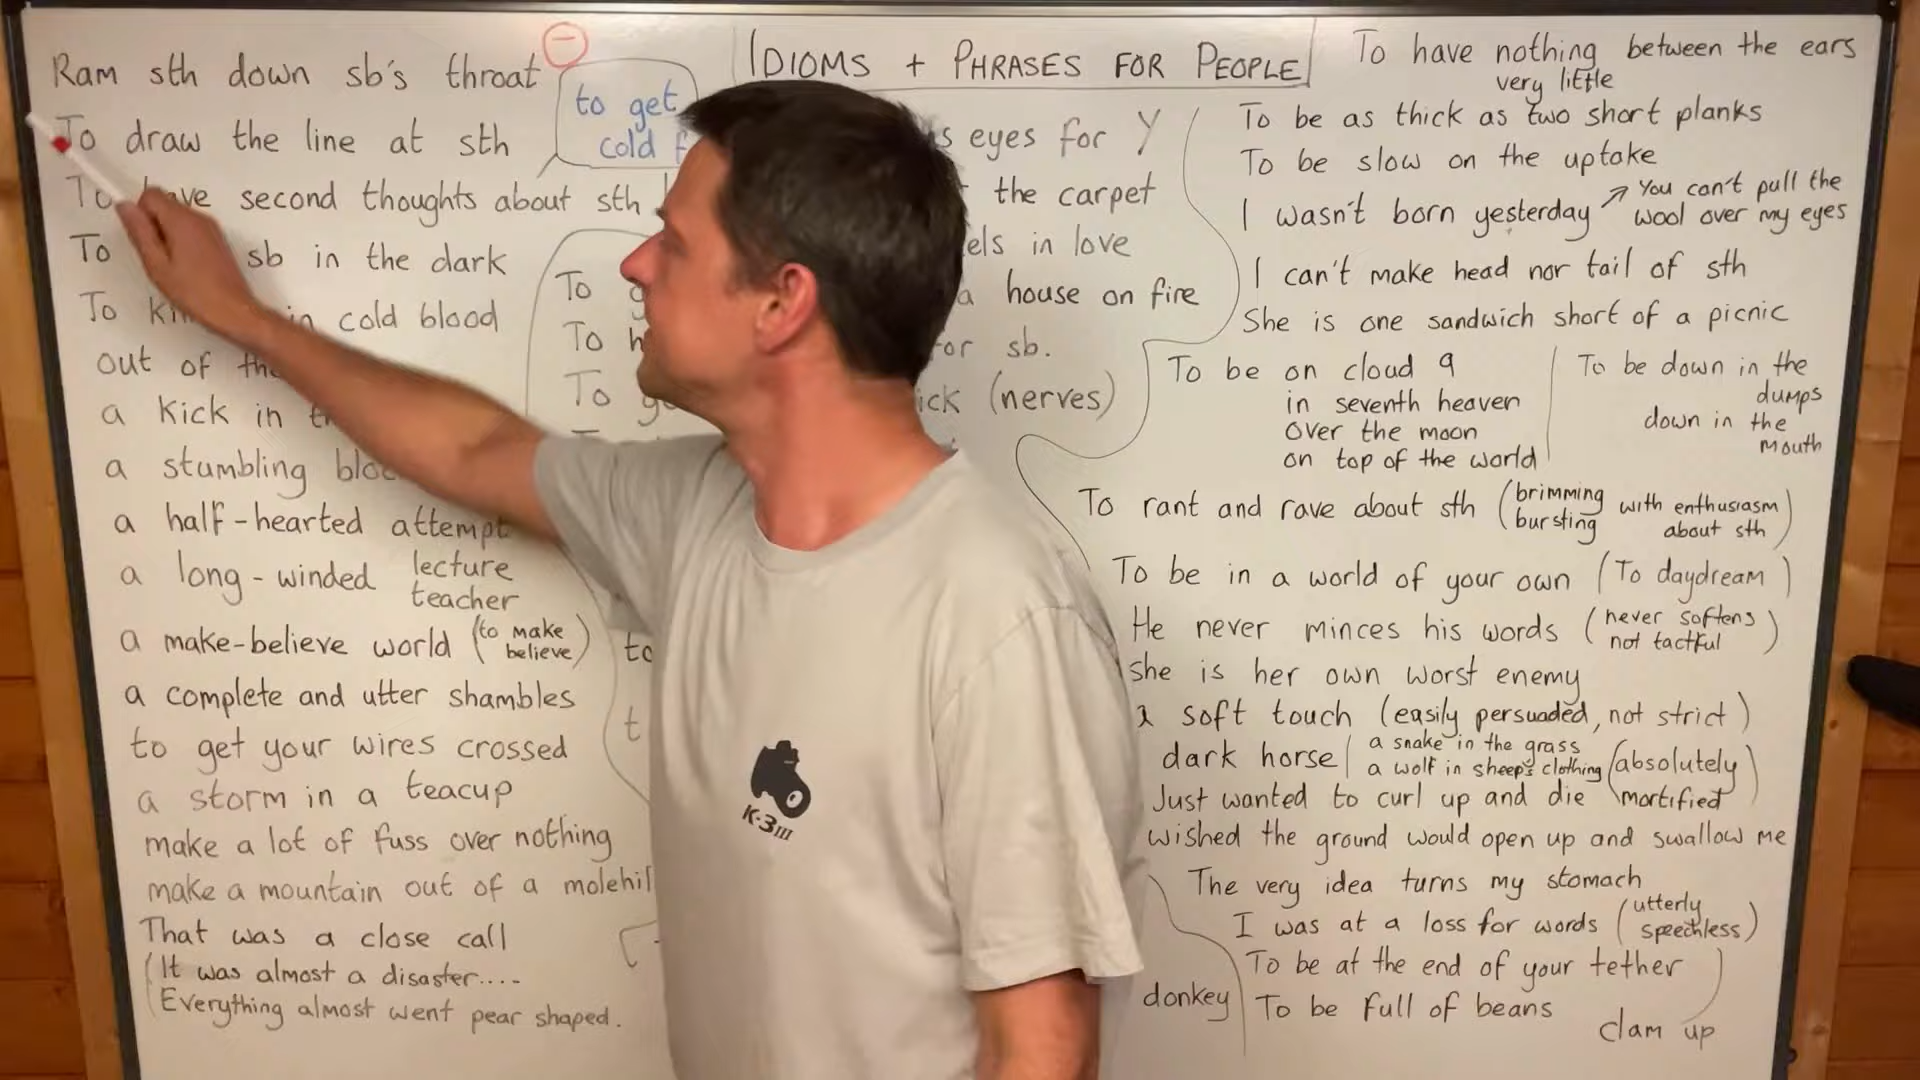 Ram sth down sb's throat
−
To draw the line at sth
to get
cold
To have second thoughts about sth
To sb in the dark
To in cold blood
out of the
a kick in
a stumbling
a half-hearted attempt
a long-winded lecture
teacher
a make-believe world (to make
believe)
a complete and utter shambles
to get your wires crossed
a storm in a teacup
make a lot of fuss over nothing
make a mountain out of a
That was a close call
(It was almost a disaster....
Everything almost went pear shaped.
IDIOMS + PHRASES FOR PEOPLE
eyes for Y
the carpet
in love
a house on fire
sb.
(nerves)
To
To
To
K-3III
To have nothing between the ears
very little
To be as thick as two short planks
To be slow on the uptake
I wasn't born yesterday
You can't pull the
wool over my eyes
I can't make head nor tail of sth
She is one sandwich short of a picnic
To be on cloud 9
in seventh heaven
over the moon
on top of the world
To be down in the
dumps
down in the
mouth
To rant and rave about sth (brimming
bursting with enthusiasm
about sth)
To be in a world of your own (To daydream)
He never minces his words (never softens
not tactful)
She is her own worst enemy
soft touch (easily persuaded, not strict)
dark horse a snake in the grass
a wolf in sheep's clothing (absolutely
mortified)
Just wanted to curl up and die
wished the ground would open up and swallow me
The very idea turns my stomach
I was at a loss for words (utterly
speechless)
To be at the end of your tether
donkey To be full of beans
clam up